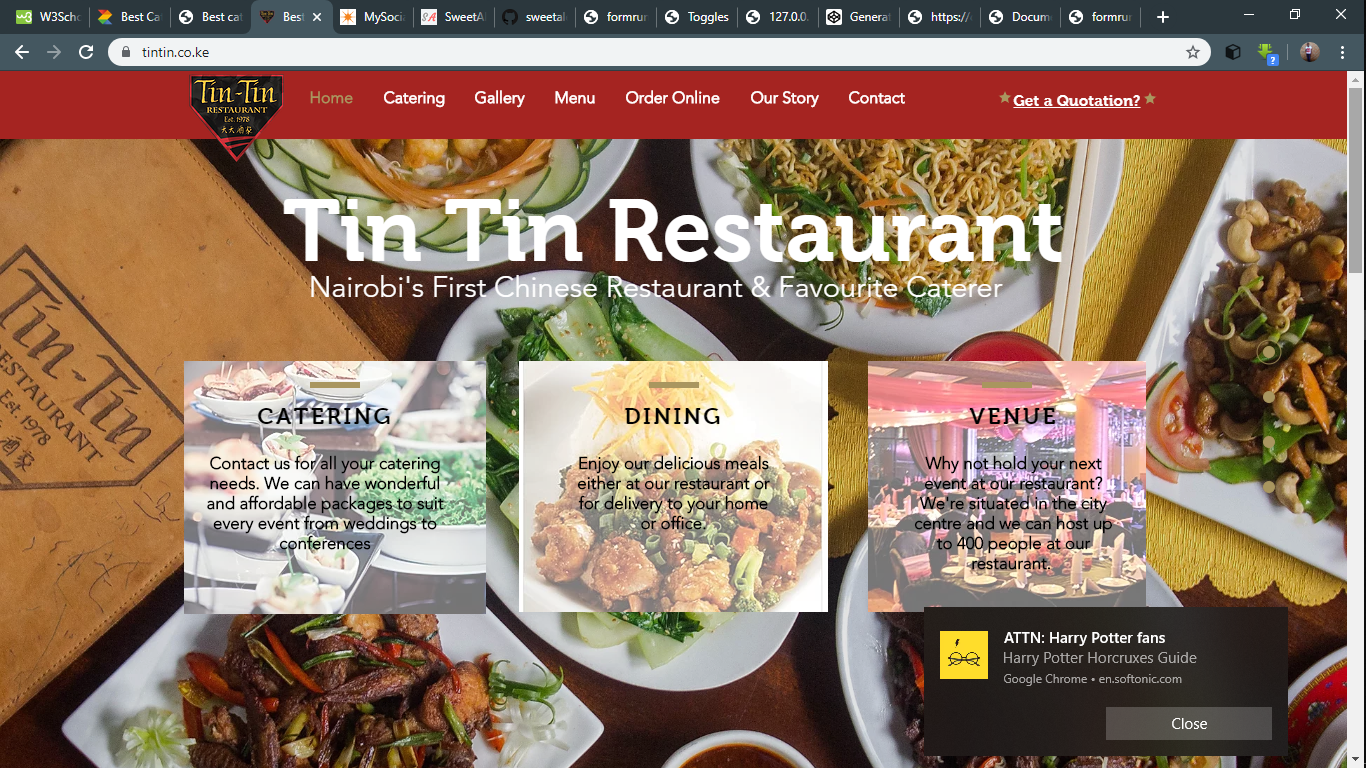 W3Scho
Best Ca
Best cat
Best
MySoci
SweetA
sweetale
formrun
Toggles
127.0.0.
Generat
https://
Docum
formrun
tintin.co.ke
Tin-Tin
RESTAURANT
Est. 1978
Home
Catering
Gallery
Menu
Order Online
Our Story
Contact
Get a Quotation?
Tin Tin Restaurant
Nairobi's First Chinese Restaurant & Favourite Caterer
Tin-Tin
RESTAURANT
Est. 1978
CATERING
Contact us for all your catering
needs. We can have wonderful
and affordable packages to suit
every event from weddings to
conferences
DINING
Enjoy our delicious meals
either at our restaurant or
for delivery to your home
or office.
VENUE
Why not hold your next
event at our restaurant?
We're situated in the city
centre and we can host up
to 400 people at our
restaurant.
ATTN: Harry Potter fans
Harry Potter Horcruxes Guide
Google Chrome • en.softonic.com
Close